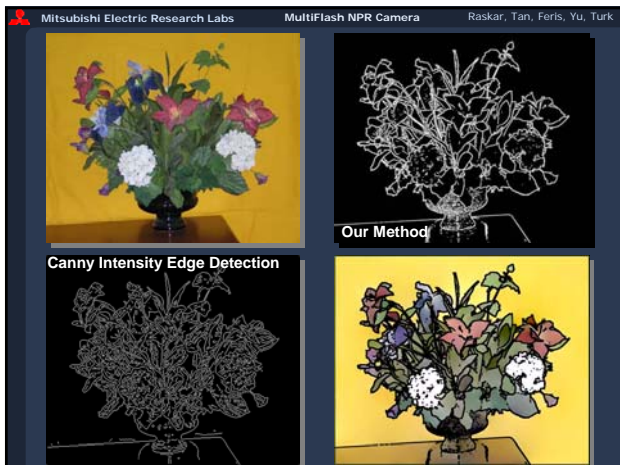 Mitsubishi Electric Research Labs MultiFlash NPR Camera Raskar, Tan, Feris, Yu, Turk
Our Method
Canny Intensity Edge Detection